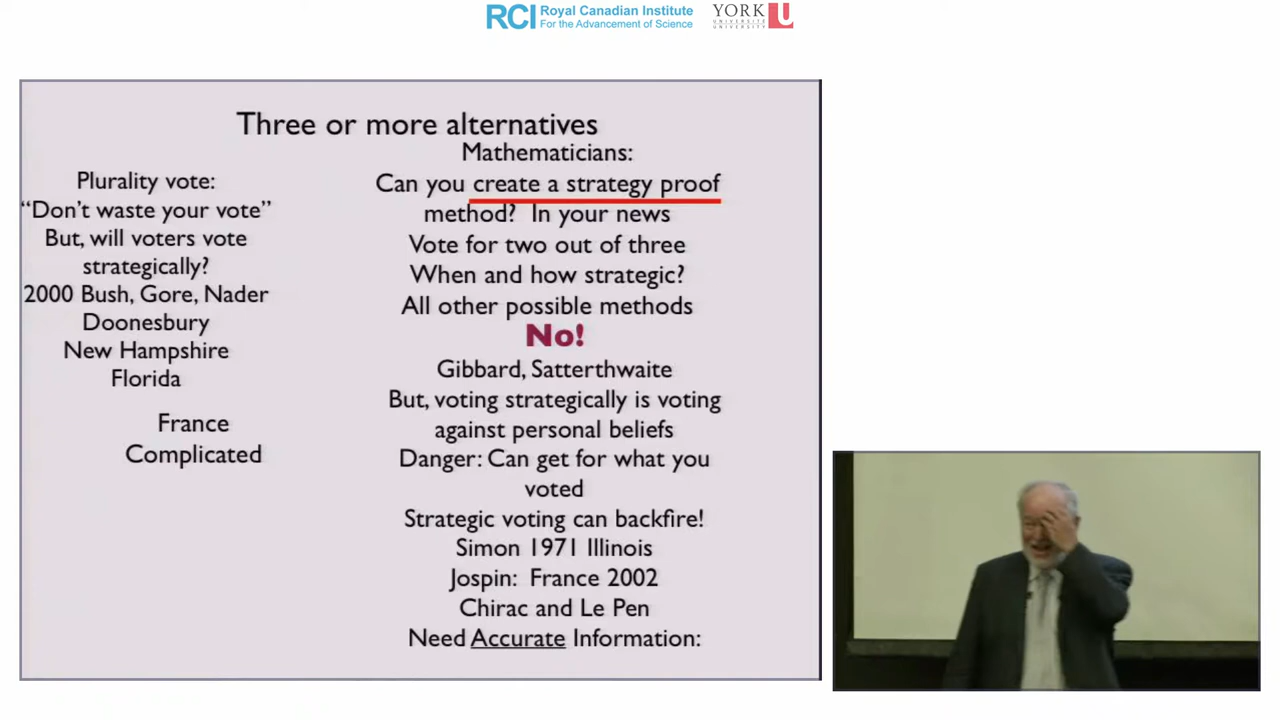 RCI Royal Canadian Institute
For the Advancement of Science
YORK U
UNIVERSITÉ
UNIVERSITY
Three or more alternatives
Plurality vote:
“Don’t waste your vote”
But, will voters vote
strategically?
2000 Bush, Gore, Nader
Doonesbury
New Hampshire
Florida
France
Complicated
Mathematicians:
Can you create a strategy proof
method? In your news
Vote for two out of three
When and how strategic?
All other possible methods
No!
Gibbard, Satterthwaite
But, voting strategically is voting
against personal beliefs
Danger: Can get for what you
voted
Strategic voting can backfire!
Simon 1971 Illinois
Jospin: France 2002
Chirac and Le Pen
Need Accurate Information: